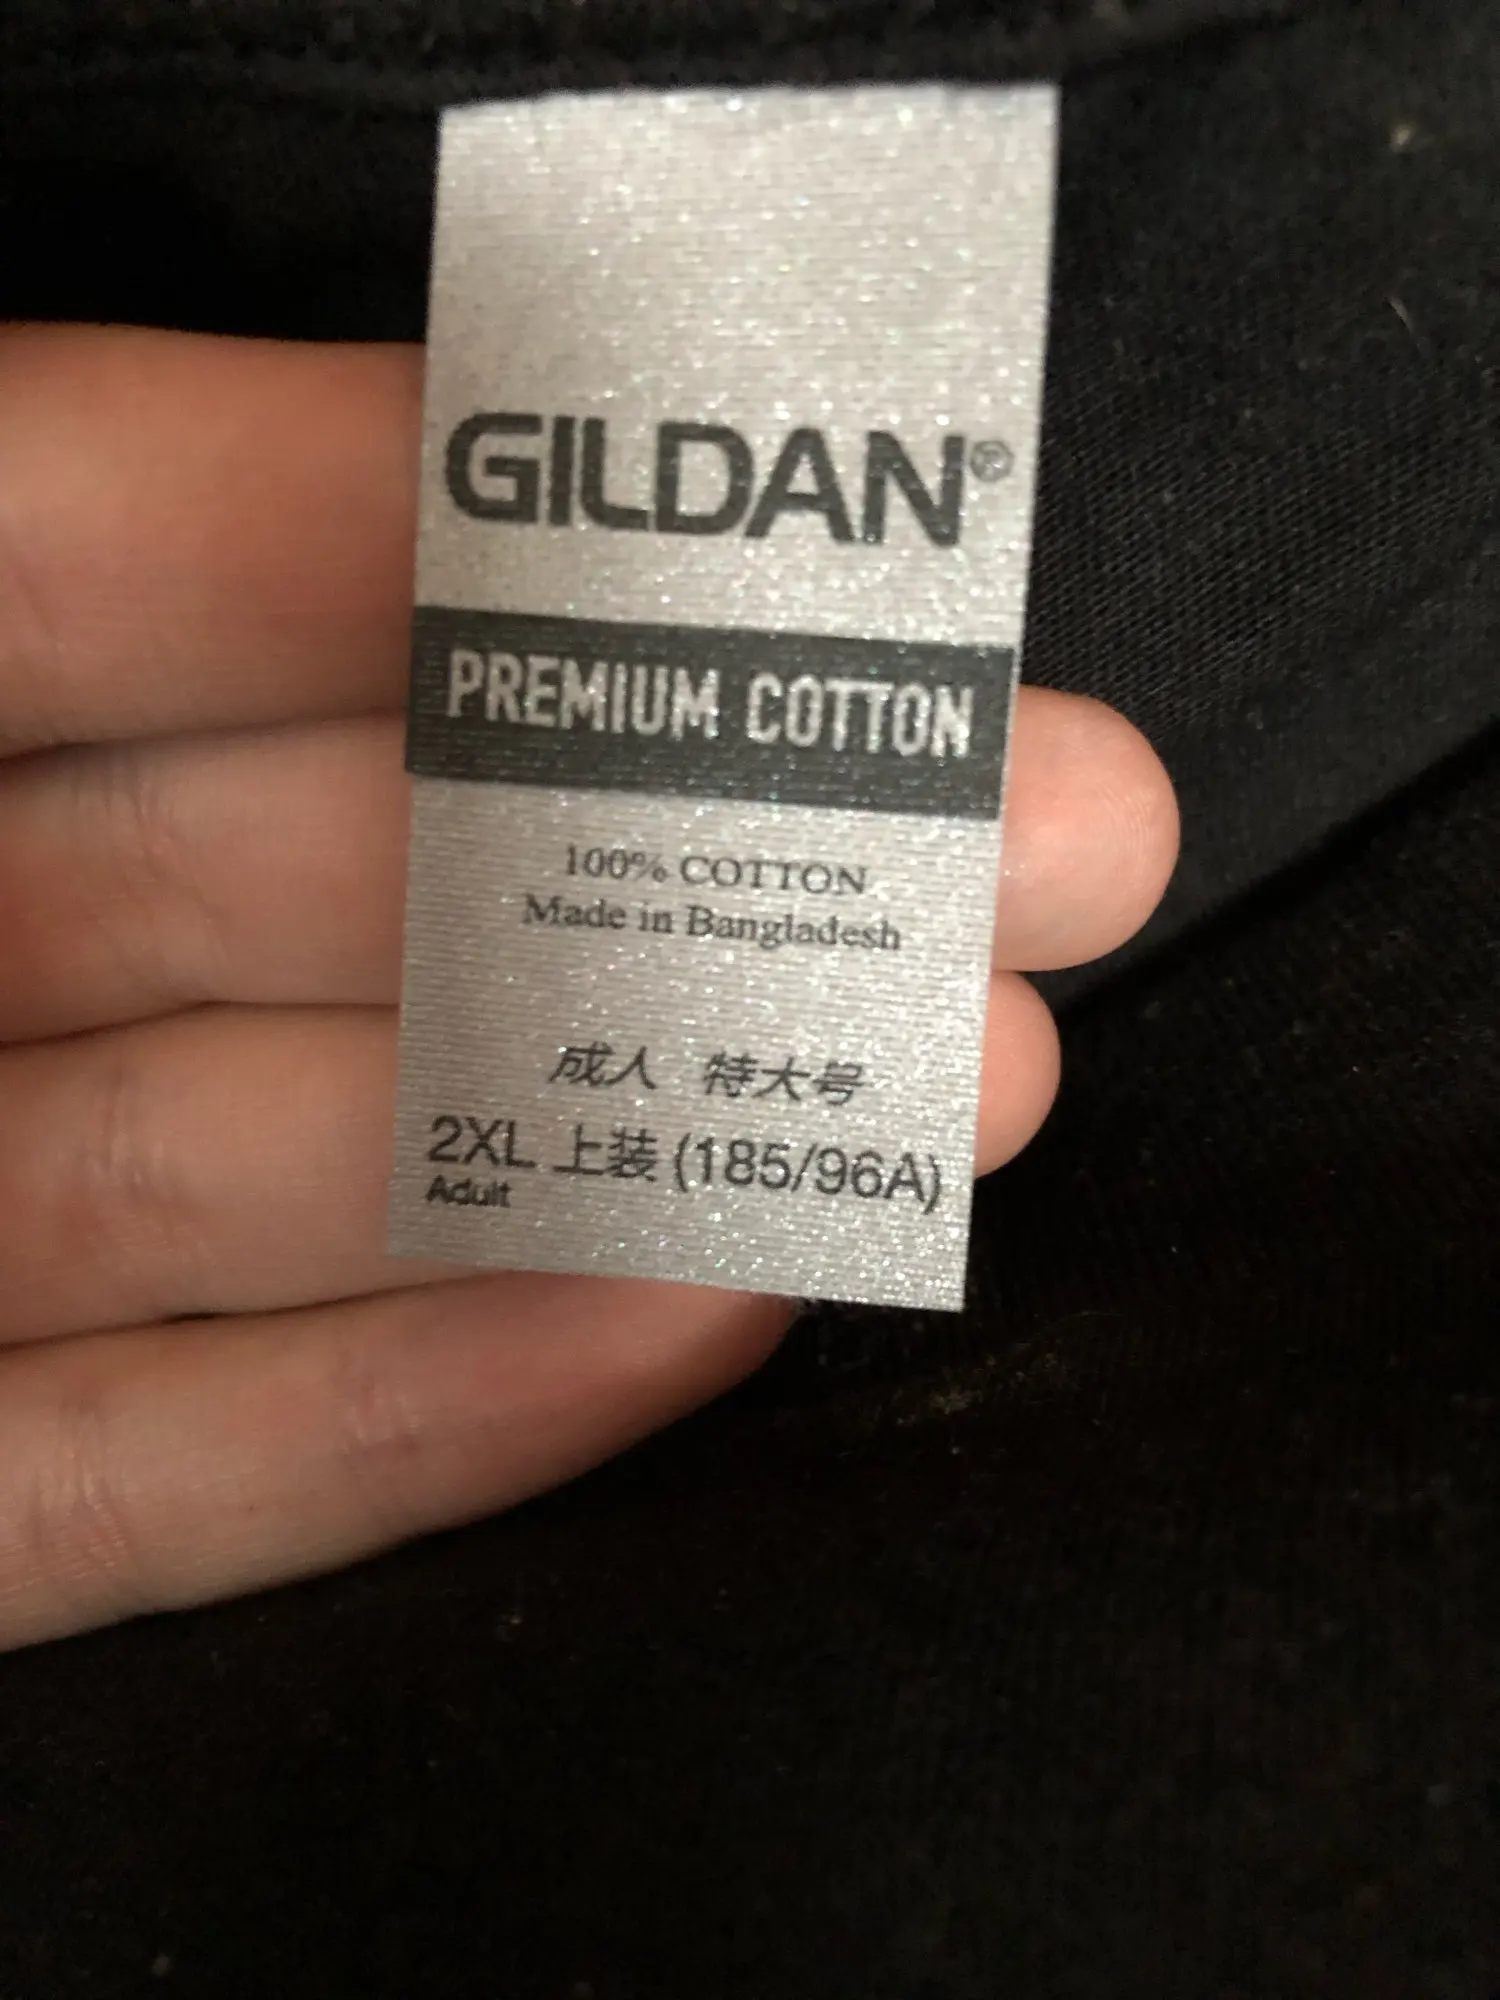 GILDAN®
PREMIUM COTTON
100% COTTON
Made in Bangladesh
成人 特大号
2XL 上装 (185/96A)
Adult